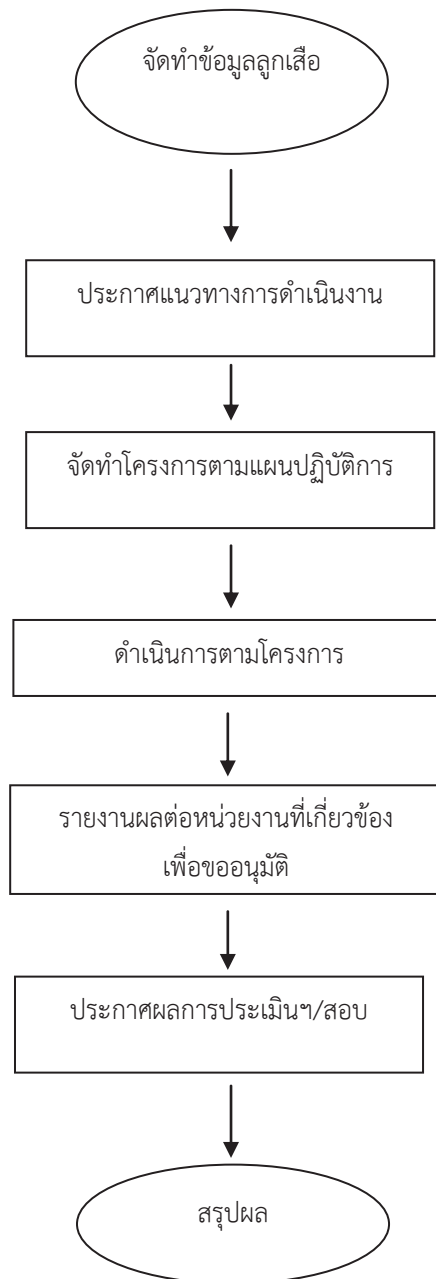 จัดทำข้อมูลลูกเสือ
ประกาศแนวทางการดำเนินงาน
จัดทำโครงการตามแผนปฏิบัติการ
ดำเนินการตามโครงการ
รายงานผลต่อหน่วยงานที่เกี่ยวข้อง
เพื่อขออนุมัติ
ประกาศผลการประเมินฯ/สอบ
สรุปผล